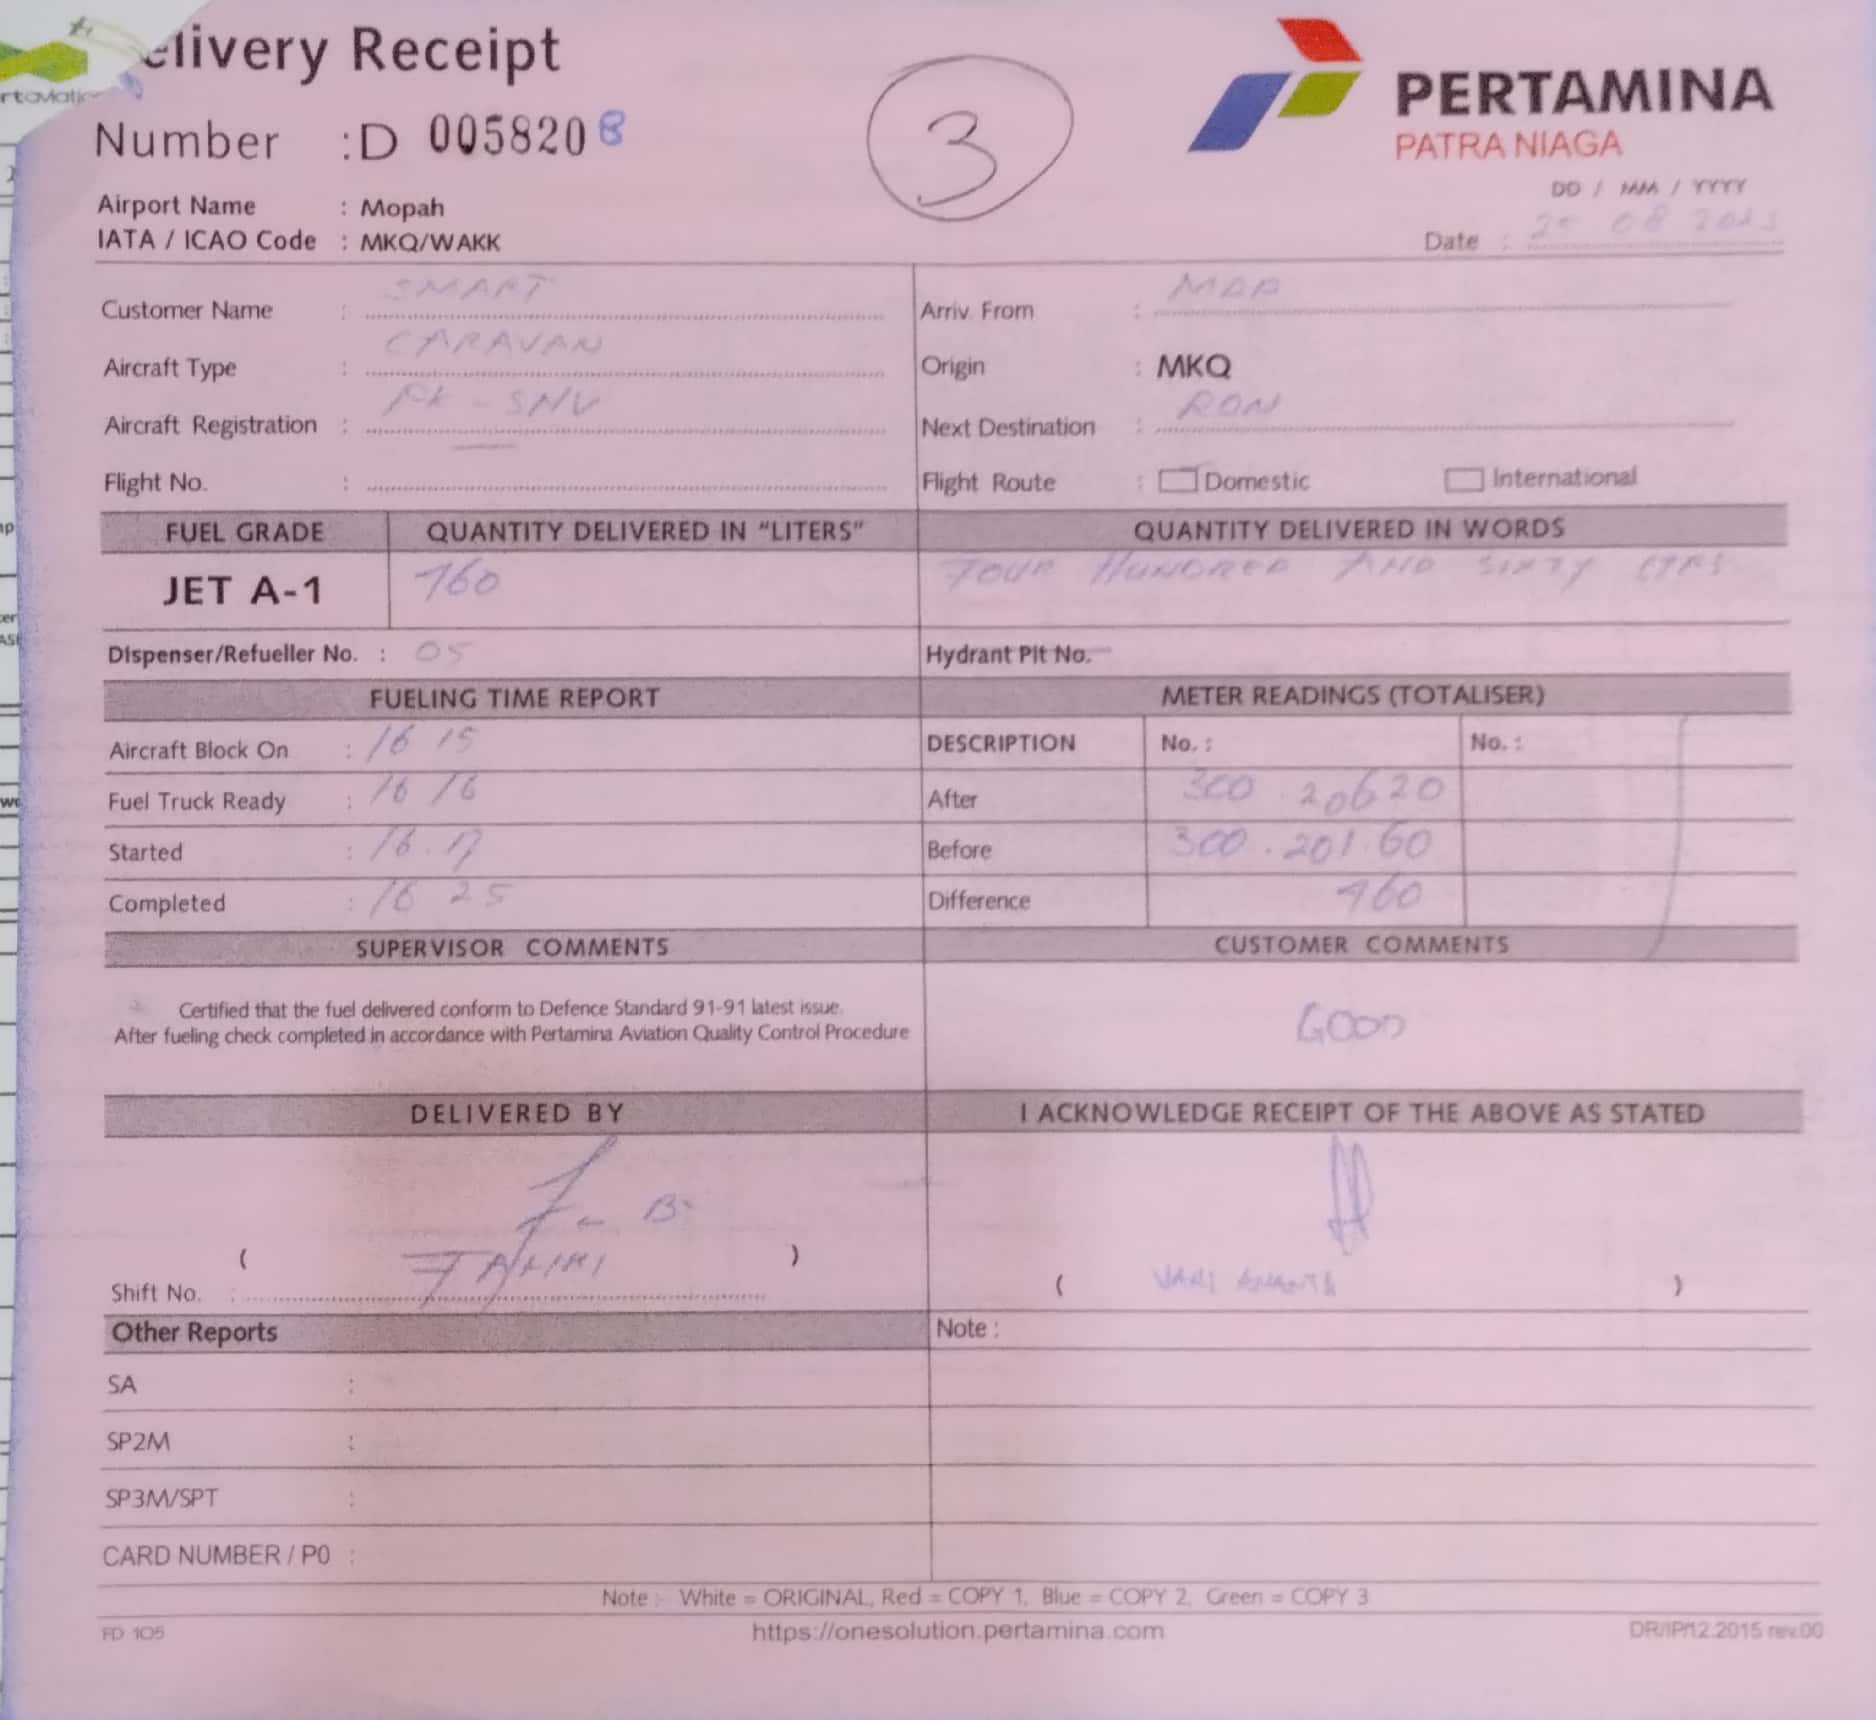 elivery Receipt
Number : D 005820 8
3
PERTAMINA
PATRA NIAGA
Airport Name : Mopah
IATA / ICAO Code : MKQ/WAKK
DD / MM / YYYY
Date : 08
Customer Name : SMART
Arriv. From :
Aircraft Type : CARAVAN
Origin : MKQ
Aircraft Registration : PK - SNV
Next Destination : RON
Flight No. :
Flight Route : Domestic International
FUEL GRADE QUANTITY DELIVERED IN "LITERS" QUANTITY DELIVERED IN WORDS
JET A-1 460 FOUR HUNDRED AND SIXTY LTRS
Dispenser/Refueller No. : 05
Hydrant Pit No.
FUELING TIME REPORT METER READINGS (TOTALISER)
Aircraft Block On : 16 15
DESCRIPTION No. : No. :
Fuel Truck Ready : 16 16
After 300 20620
Started : 16.17
Before 300.201.60
Completed : 16 25
Difference 460
SUPERVISOR COMMENTS CUSTOMER COMMENTS
Certified that the fuel delivered conform to Defence Standard 91-91 latest issue.
After fueling check completed in accordance with Pertamina Aviation Quality Control Procedure
GOOD
DELIVERED BY I ACKNOWLEDGE RECEIPT OF THE ABOVE AS STATED
( )
Shift No. :
( )
Other Reports Note :
SA :
SP2M :
SP3M/SPT :
CARD NUMBER / P0 :
Note : White = ORIGINAL, Red = COPY 1, Blue = COPY 2, Green = COPY 3
FD 105 https://onesolution.pertamina.com DR/IP/12.2015 rev.00